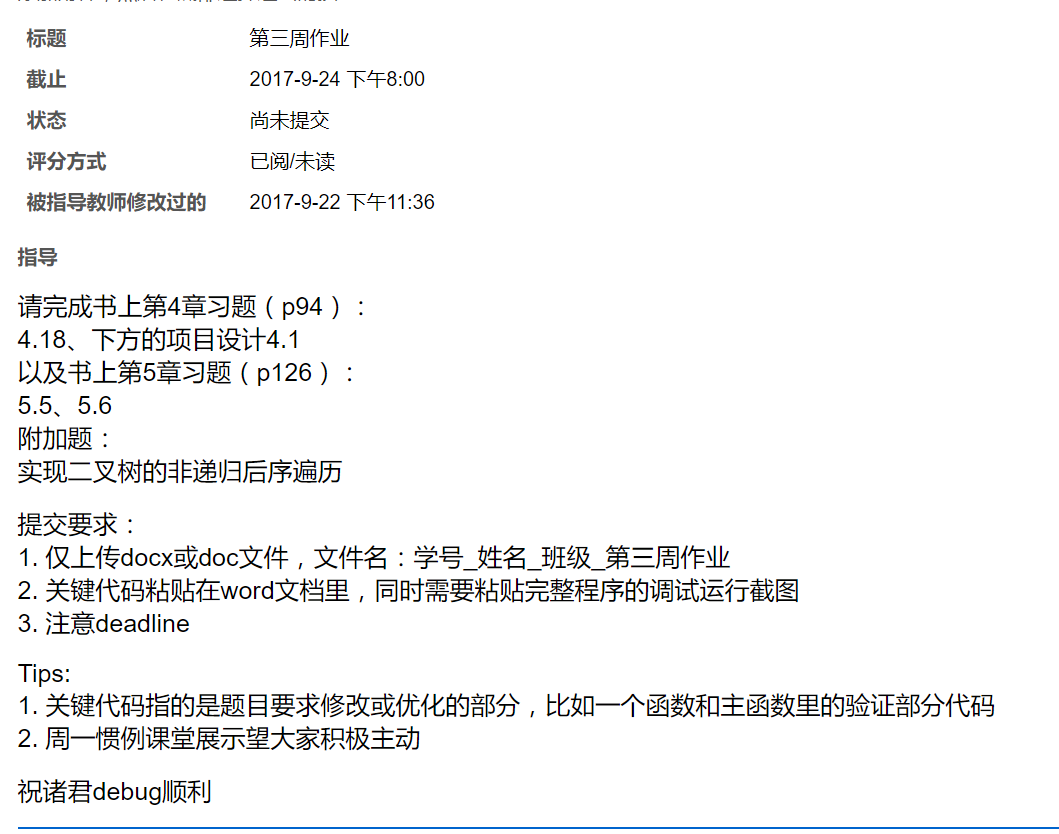 标题 第三周作业
截止 2017-9-24 下午8:00
状态 尚未提交
评分方式 已阅/未读
被指导教师修改过的 2017-9-22 下午11:36
指导
请完成书上第4章习题（p94）：
4.18、下方的项目设计4.1
以及书上第5章习题（p126）：
5.5、5.6
附加题：
实现二叉树的非递归后序遍历
提交要求：
1. 仅上传docx或doc文件，文件名：学号_姓名_班级_第三周作业
2. 关键代码粘贴在word文档里，同时需要粘贴完整程序的调试运行截图
3. 注意deadline
Tips:
1. 关键代码指的是题目要求修改或优化的部分，比如一个函数和主函数里的验证部分代码
2. 周一惯例课堂展示望大家积极主动
祝诸君debug顺利